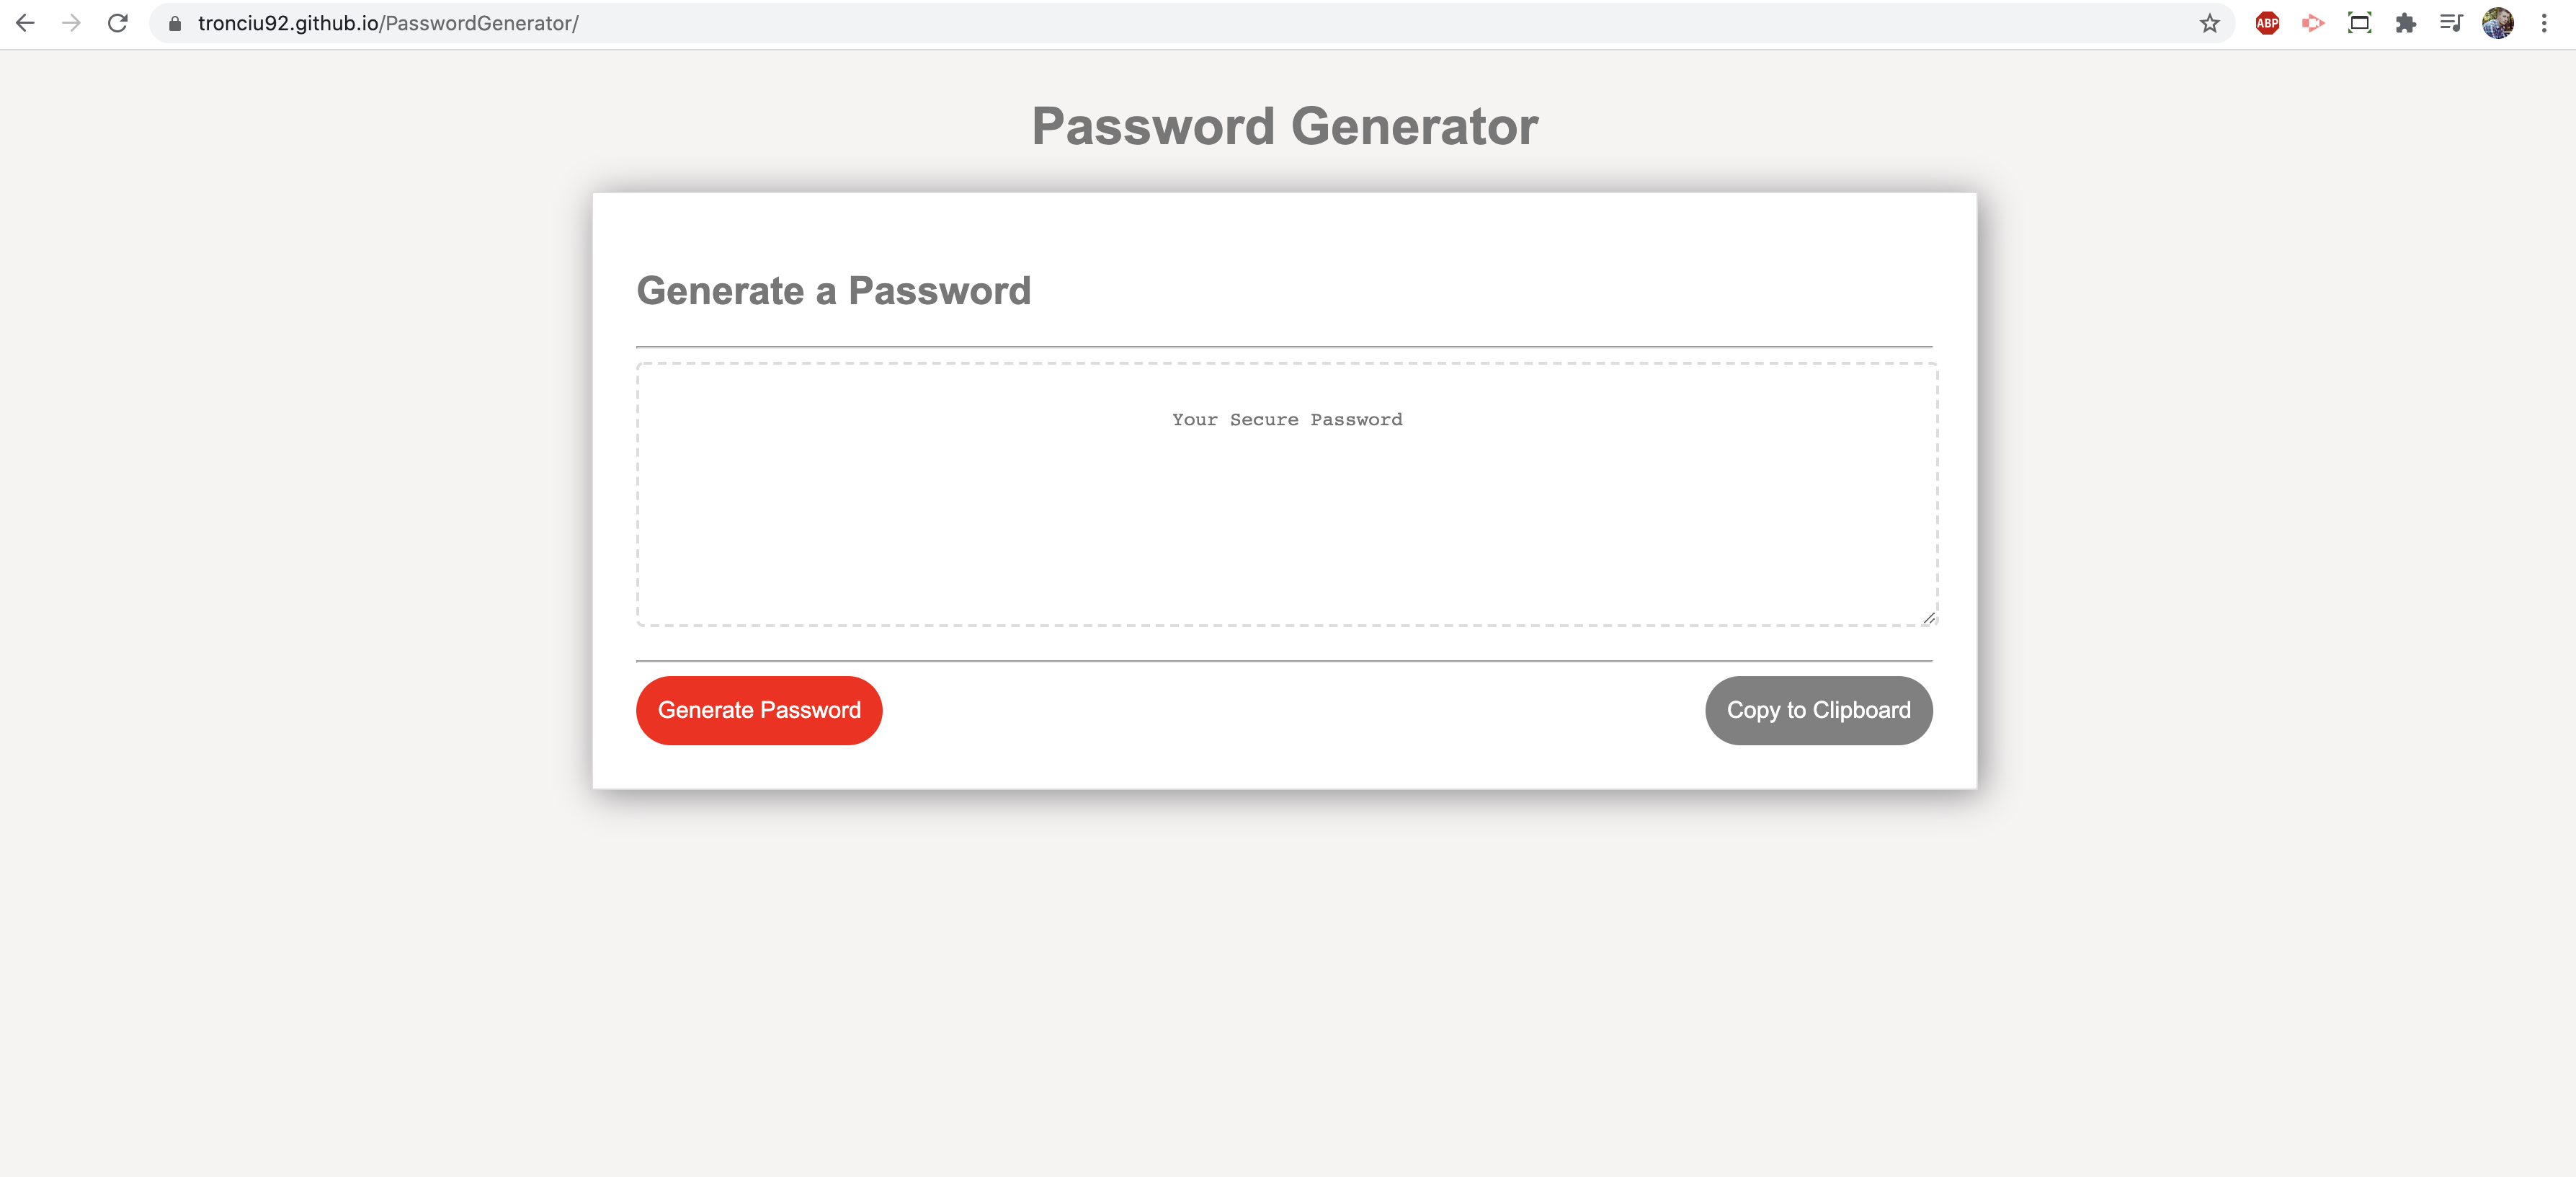 tronciu92.github.io/PasswordGenerator/
ABP
Password Generator
Generate a Password
Your Secure Password
Generate Password
Copy to Clipboard